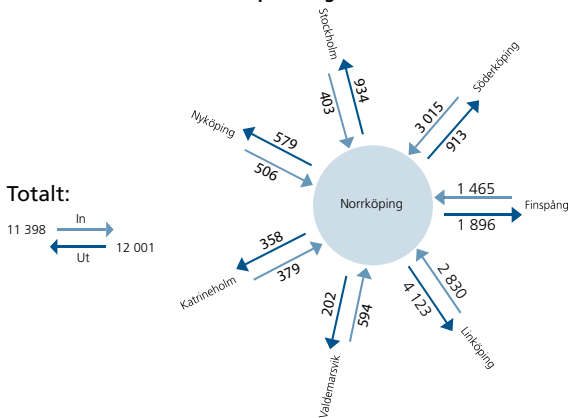 Stockholm
403
934
Söderköping
3 015
913
Nyköping
579
506
Norrköping
1 465
1 896
Finspång
Totalt:
In
11 398
12 001
Ut
358
379
Katrineholm
202
594
Valdemarsvik
2 830
4 123
Linköping